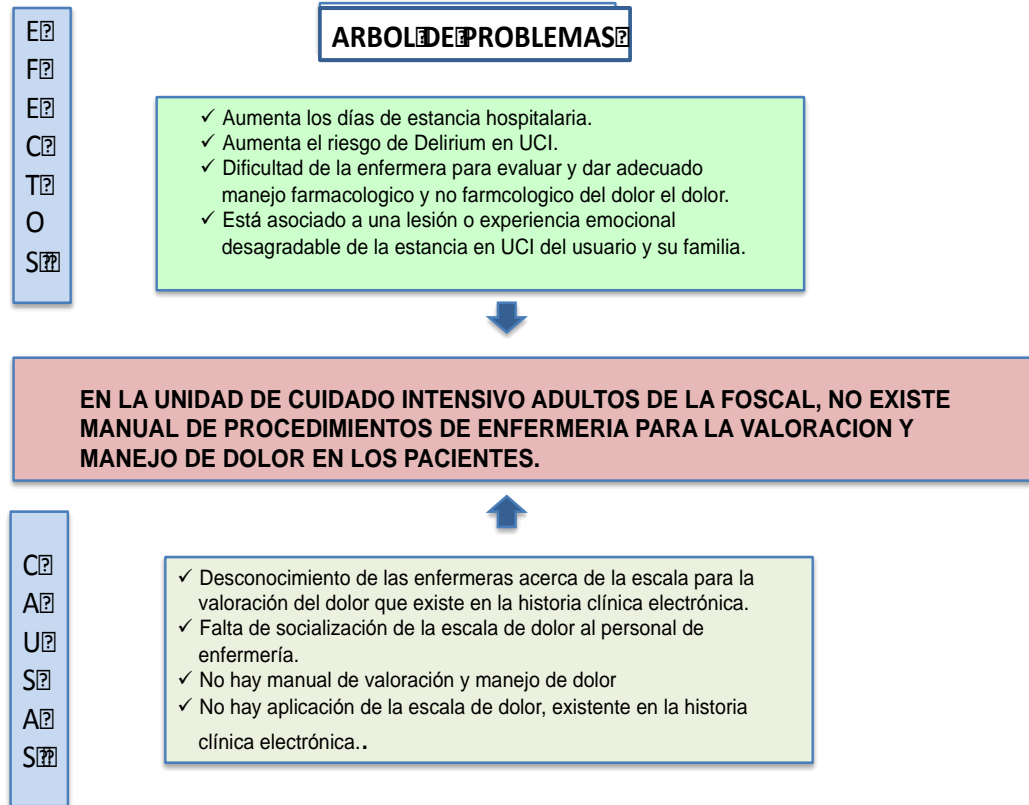 ARBOL DE PROBLEMAS
E
F
E
C
T
O
S
✓ Aumenta los días de estancia hospitalaria.
✓ Aumenta el riesgo de Delirium en UCI.
✓ Dificultad de la enfermera para evaluar y dar adecuado
manejo farmacologico y no farmcologico del dolor el dolor.
✓ Está asociado a una lesión o experiencia emocional
desagradable de la estancia en UCI del usuario y su familia.
EN LA UNIDAD DE CUIDADO INTENSIVO ADULTOS DE LA FOSCAL, NO EXISTE
MANUAL DE PROCEDIMIENTOS DE ENFERMERIA PARA LA VALORACION Y
MANEJO DE DOLOR EN LOS PACIENTES.
C
A
U
S
A
S
✓ Desconocimiento de las enfermeras acerca de la escala para la
valoración del dolor que existe en la historia clínica electrónica.
✓ Falta de socialización de la escala de dolor al personal de
enfermería.
✓ No hay manual de valoración y manejo de dolor
✓ No hay aplicación de la escala de dolor, existente en la historia
clínica electrónica..